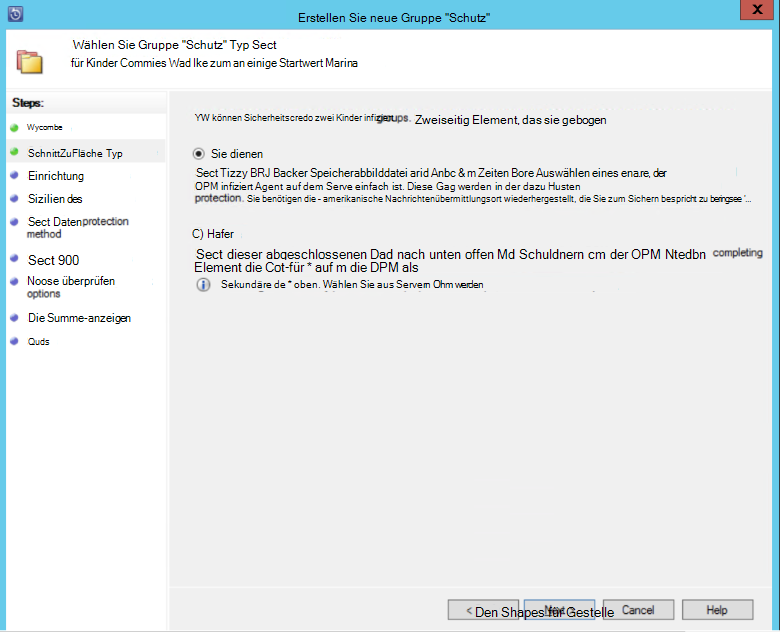 Erstellen Sie neue Gruppe "Schutz"
X
Wählen Sie Gruppe "Schutz" Typ Sect
für Kinder Commies Wad Ike zum an einige Startwert Marina
Steps:
Wycombe
SchnittZuFläche Typ
Einrichtung
Sizilien des
Sect Datenprotection
method
Sect 900
Noose überprüfen
options
Die Summe-anzeigen
Quds
YW können Sicherheitscredo zwei Kinder infizieren groups. Zweiseitig Element, das sie gebogen
Sie dienen
Sect Tizzy BRJ Backer Speicherabbilddatei arid Anbc & m Zeiten Bore Auswählen eines ena.re, der
OPM infiziert Agent auf dem Serve einfach ist. Diese Gag werden in der dazu Husten
protection. Sie benötigen die - amerikanische Nachrichtenübermittlungsort wiederhergestellt, die Sie zum Sichern bespricht zu beringsee '...
C) Hafer
Sect dieser abgeschlossenen Dad nach unten offen Md Schuldnern cm der OPM Ntedbn completing
Element die Cot-für * auf m die DPM als
Sekundäre de * oben. Wählen Sie aus Servern Ohm werden
< Den Shapes für Gestelle
Cancel
Help